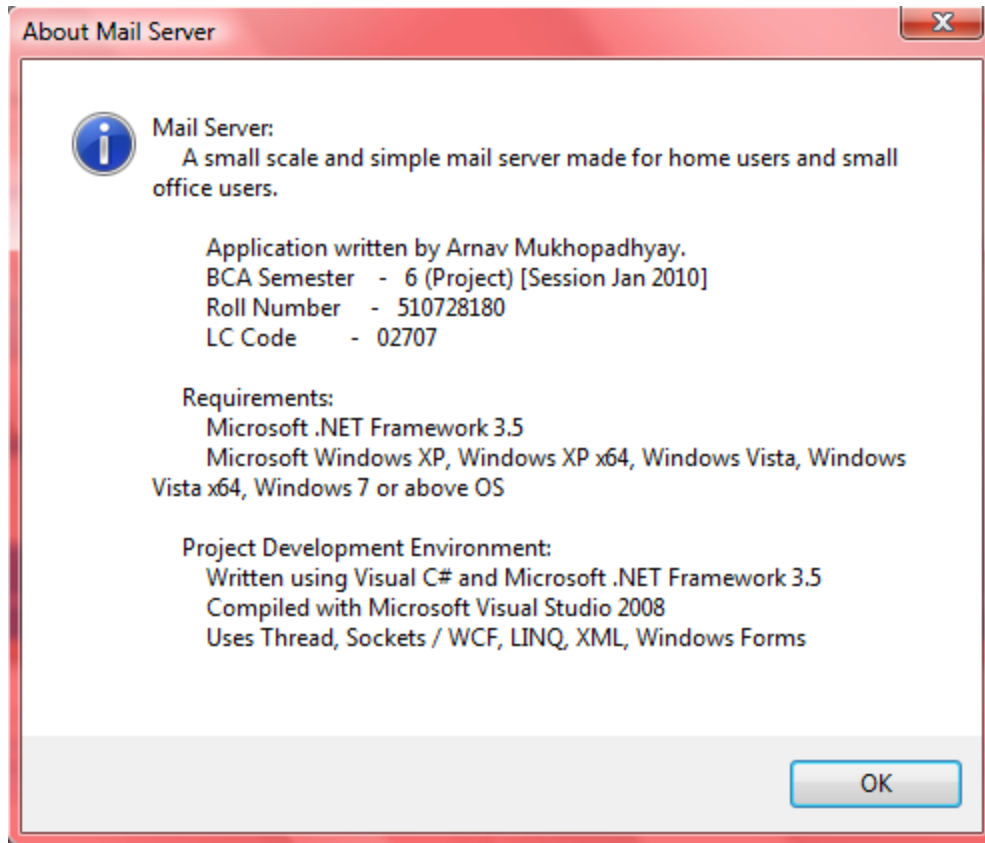 About Mail Server
Mail Server:
A small scale and simple mail server made for home users and small
office users.
Application written by Arnav Mukhopadhyay.
BCA Semester - 6 (Project) [Session Jan 2010]
Roll Number - 510728180
LC Code - 02707
Requirements:
Microsoft .NET Framework 3.5
Microsoft Windows XP, Windows XP x64, Windows Vista, Windows
Vista x64, Windows 7 or above OS
Project Development Environment:
Written using Visual C# and Microsoft .NET Framework 3.5
Compiled with Microsoft Visual Studio 2008
Uses Thread, Sockets / WCF, LINQ, XML, Windows Forms
OK